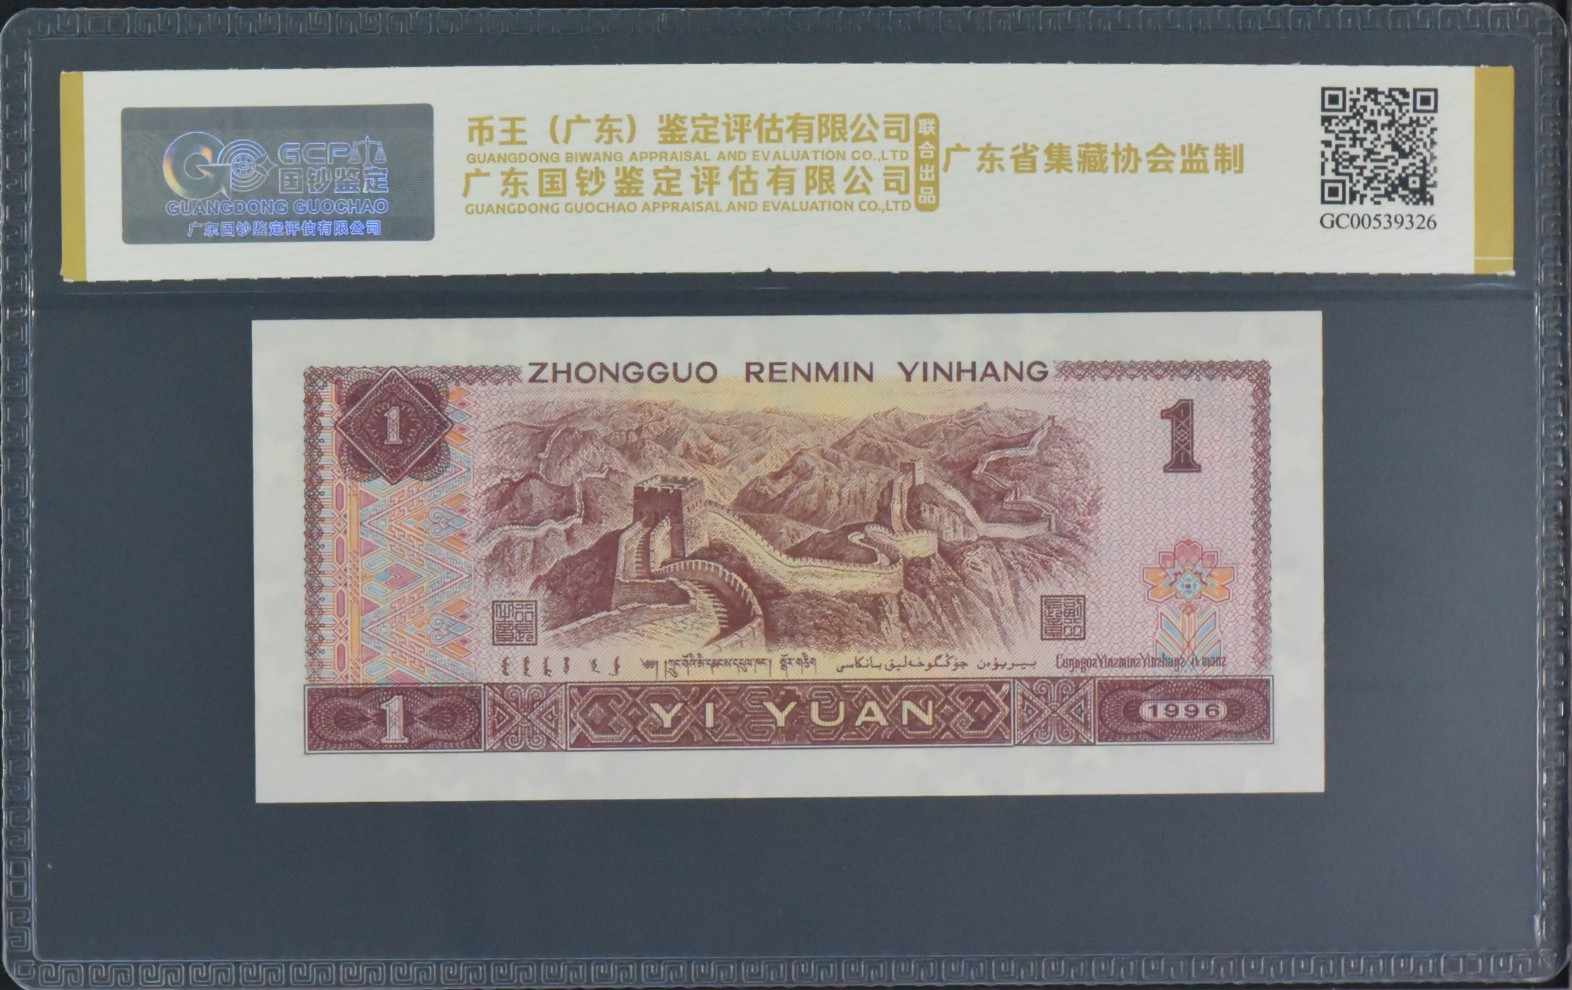 GCPA
国钞鉴定
GUANGDONG GUOCHAO
广东国钞鉴定评估有限公司
币王（广东）鉴定评估有限公司
GUANGDONG BIWANG APPRAISAL AND EVALUATION CO.,LTD
广东国钞鉴定评估有限公司
GUANGDONG GUOCHAO APPRAISAL AND EVALUATION CO.,LTD
联合出品
广东省集藏协会监制
GC00539326
ZHONGGUO RENMIN YINHANG
1
1
1 YI YUAN 1996